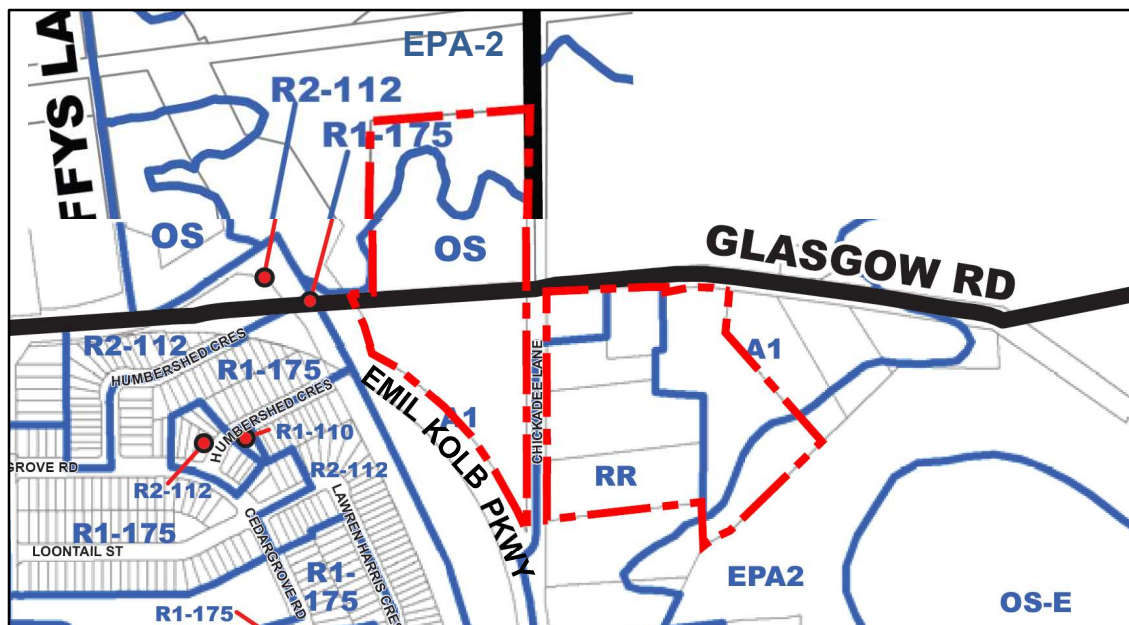 FFYS LA
EPA-2
R2-112
R1-175
OS
OS
GLASGOW RD
R2-112
HUMBERSHED CRES
R1-175
A1
CHICKADEE LANE
EMIL KOLB PKWY
A1
HUMBERSHED CRES
R1-110
GROVE RD
R2-112
R2-112
RR
R1-175
LOONTAIL ST
CEDARGROVE RD
LAWREN HARRIS CRES
R1-
175
EPA2
OS-E
R1-175